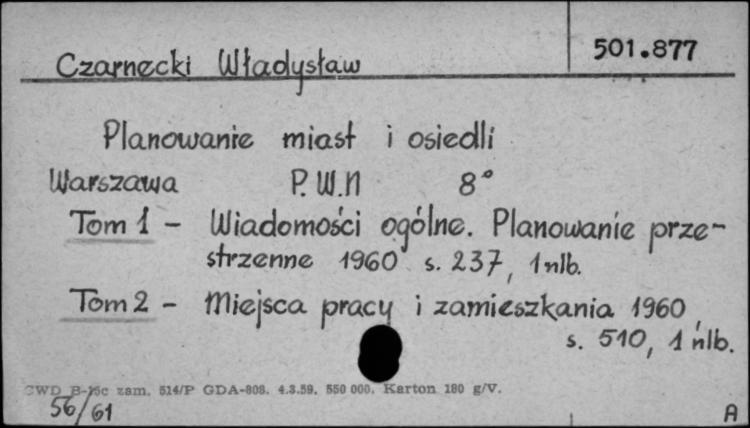 501.877
Czarnecki Władysław
Planowanie miast i osiedli
Warszawa P.W.N 8°
Tom 1 - Wiadomości ogólne. Planowanie prze-
strzenne 1960 s. 237, 1 nlb.
Tom 2 - Miejsca pracy i zamieszkania 1960,
s. 510, 1 nlb.
CWD B-15c zam. 514/P GDA-808. 4.3.59. 550 000. Karton 180 g/V.
56/61
A